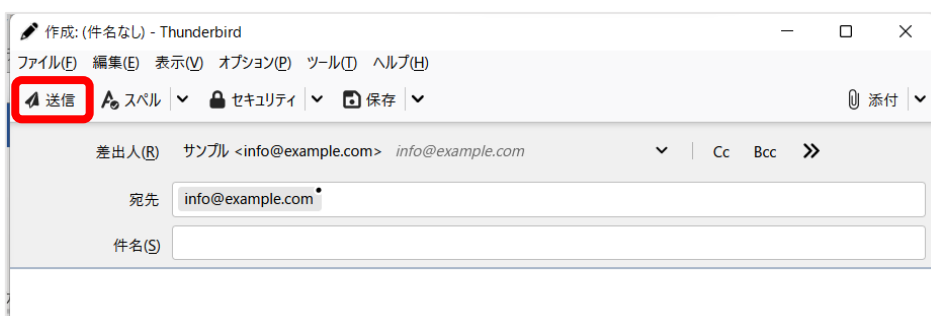 作成: (件名なし) - Thunderbird
ファイル(F) 編集(E) 表示(V) オプション(P) ツール(T) ヘルプ(H)
送信 スペル セキュリティ 保存 添付
差出人(R) サンプル <info@example.com> info@example.com Cc Bcc
宛先 info@example.com
件名(S)